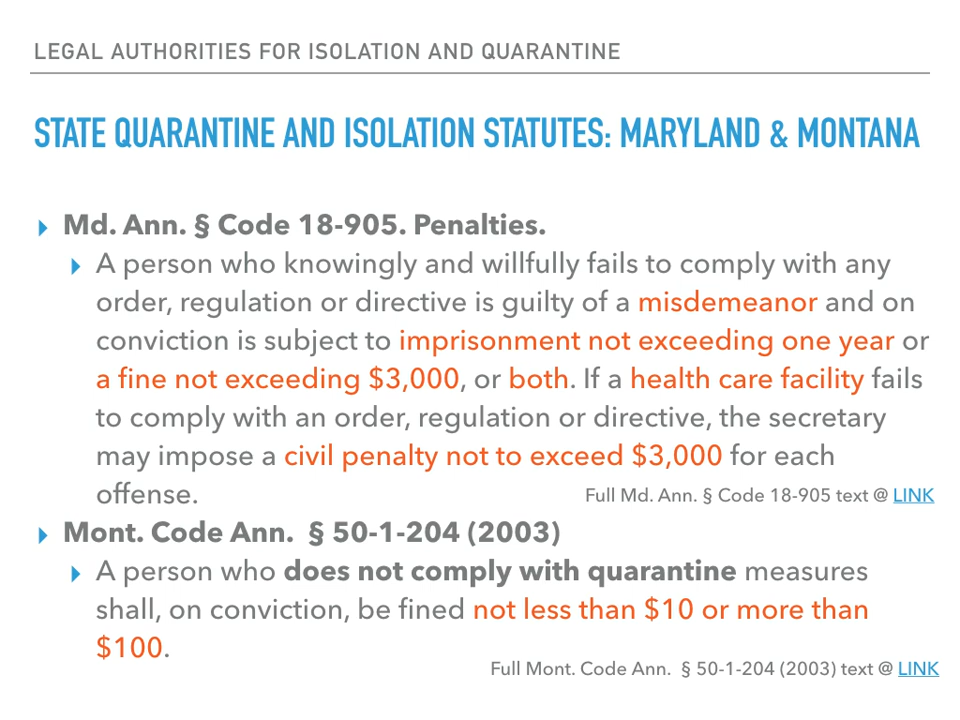 LEGAL AUTHORITIES FOR ISOLATION AND QUARANTINE
STATE QUARANTINE AND ISOLATION STATUTES: MARYLAND & MONTANA
Md. Ann. § Code 18-905. Penalties.
A person who knowingly and willfully fails to comply with any
order, regulation or directive is guilty of a misdemeanor and on
conviction is subject to imprisonment not exceeding one year or
a fine not exceeding $3,000, or both. If a health care facility fails
to comply with an order, regulation or directive, the secretary
may impose a civil penalty not to exceed $3,000 for each
offense.
Full Md. Ann. § Code 18-905 text @ LINK
Mont. Code Ann.  § 50-1-204 (2003)
A person who does not comply with quarantine measures
shall, on conviction, be fined not less than $10 or more than
$100.
Full Mont. Code Ann.  § 50-1-204 (2003) text @ LINK